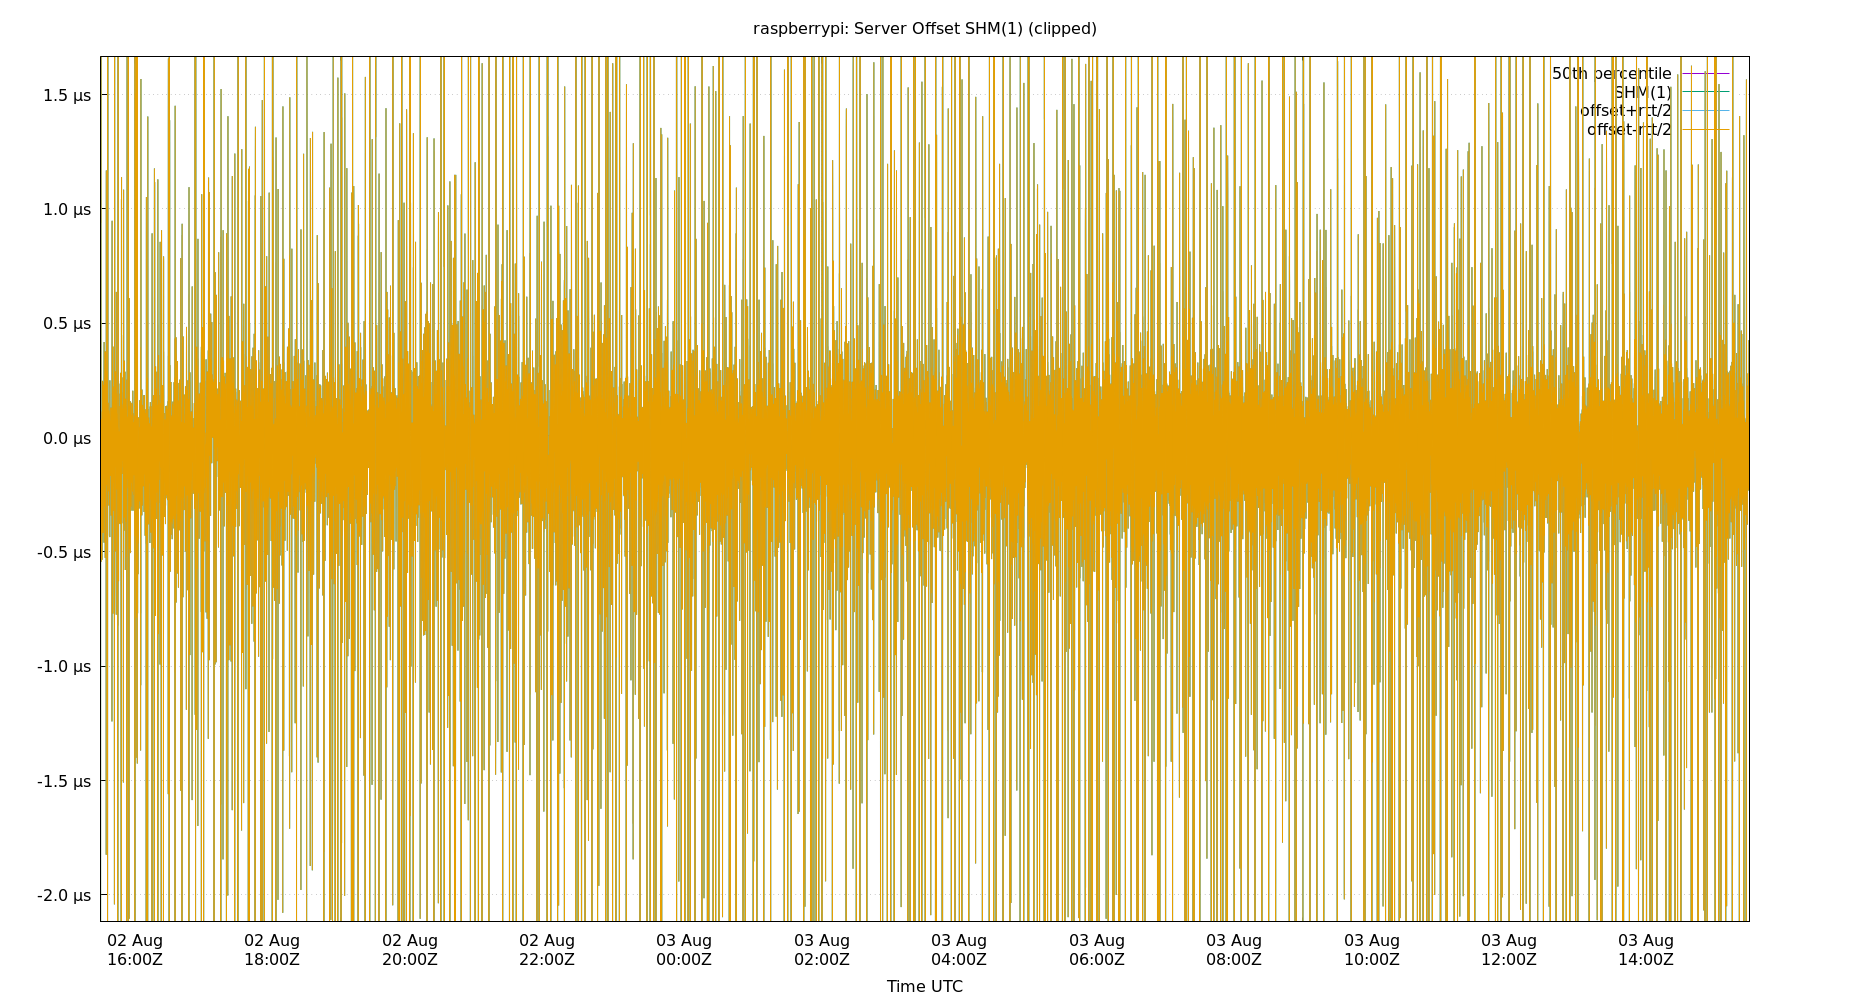 raspberrypi: Server Offset SHM(1) (clipped)
50th percentile
SHM(1)
offset+rtt/2
offset-rtt/2
1.5 µs
1.0 µs
0.5 µs
0.0 µs
-0.5 µs
-1.0 µs
-1.5 µs
-2.0 µs
02 Aug 02 Aug 02 Aug 02 Aug 03 Aug 03 Aug 03 Aug 03 Aug 03 Aug 03 Aug 03 Aug 03 Aug
16:00Z 18:00Z 20:00Z 22:00Z 00:00Z 02:00Z 04:00Z 06:00Z 08:00Z 10:00Z 12:00Z 14:00Z
Time UTC